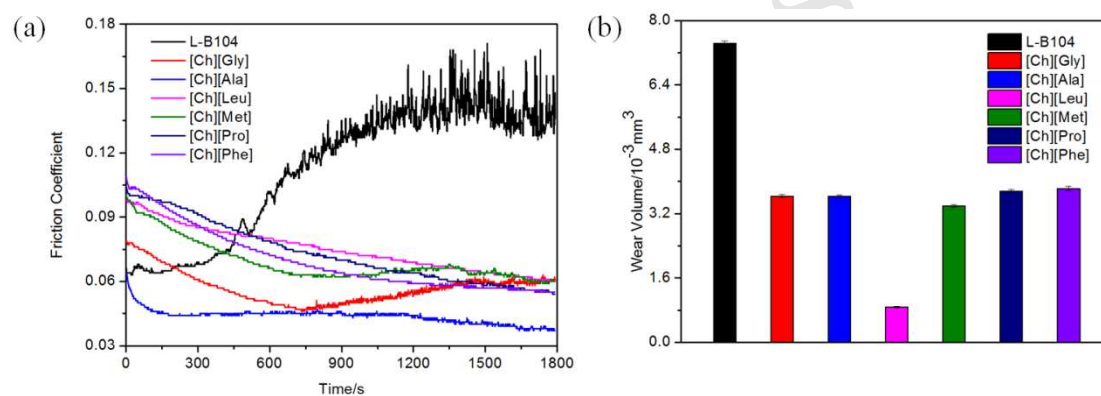 (a)
0.18
0.15
0.12
0.09
0.06
0.03
Friction Coefficient
L-B104
[Ch][Gly]
[Ch][Ala]
[Ch][Leu]
[Ch][Met]
[Ch][Pro]
[Ch][Phe]
0 300 600 900 1200 1500 1800
Time/s
(b)
8.0
6.4
4.8
3.2
1.6
0.0
Wear Volume/10⁻³mm³
L-B104
[Ch][Gly]
[Ch][Ala]
[Ch][Leu]
[Ch][Met]
[Ch][Pro]
[Ch][Phe]